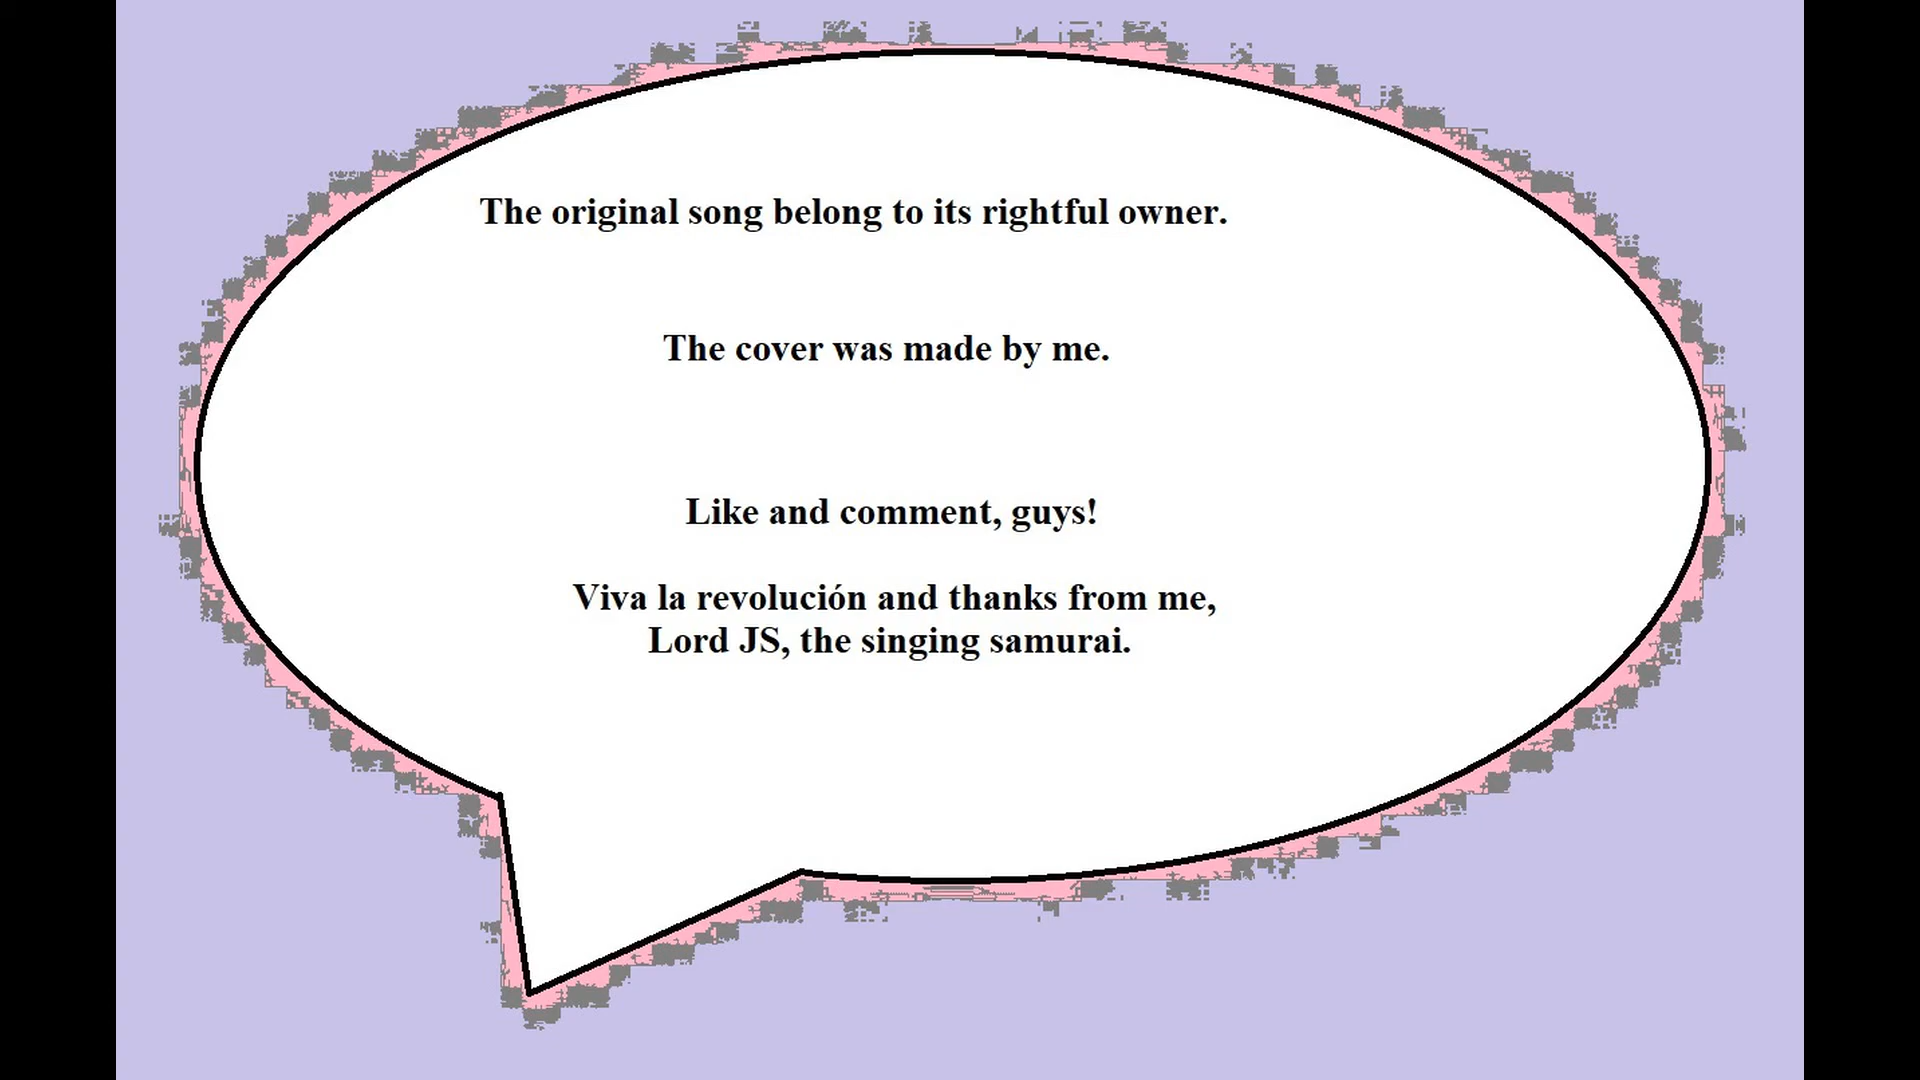 The original song belong to its rightful owner.
The cover was made by me.
Like and comment, guys!
Viva la revolución and thanks from me,
Lord JS, the singing samurai.